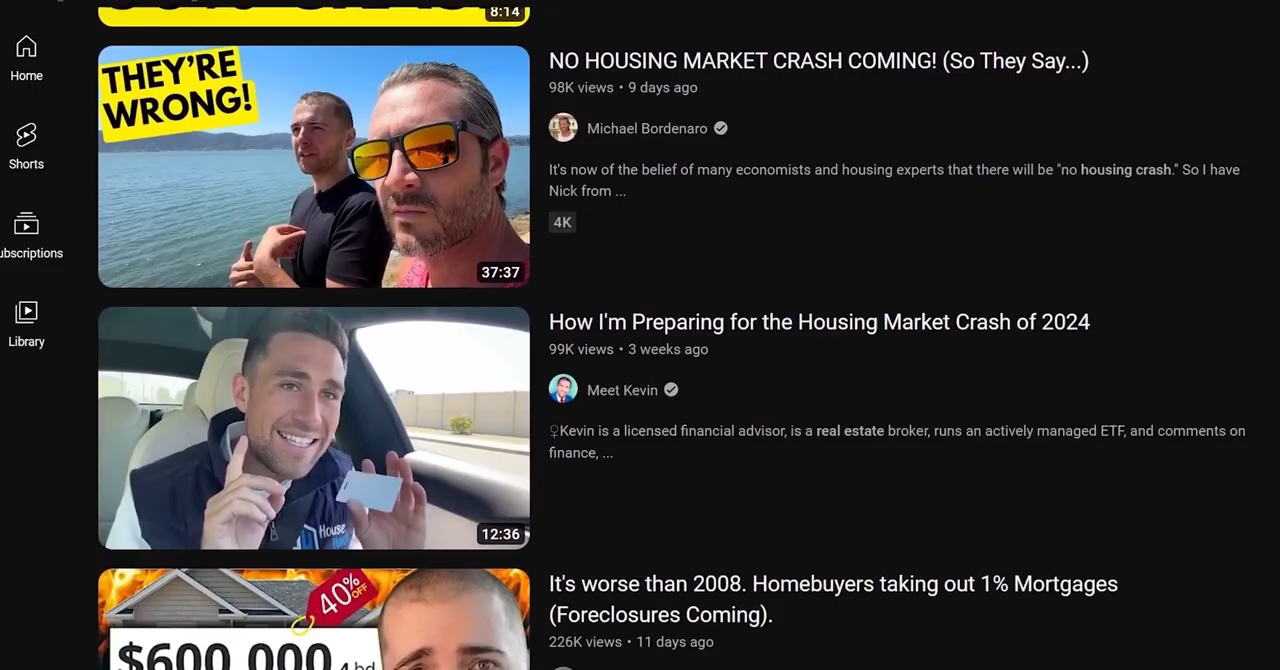 8:14
Home
Shorts
ubscriptions
Library
THEY'RE
WRONG!
37:37
NO HOUSING MARKET CRASH COMING! (So They Say...)
98K views • 9 days ago
Michael Bordenaro
It's now of the belief of many economists and housing experts that there will be "no housing crash." So I have
Nick from ...
4K
House
12:36
How I'm Preparing for the Housing Market Crash of 2024
99K views • 3 weeks ago
Meet Kevin
♀Kevin is a licensed financial advisor, is a real estate broker, runs an actively managed ETF, and comments on
finance, ...
40%
OFF
$600,000 4 bd
It's worse than 2008. Homebuyers taking out 1% Mortgages
(Foreclosures Coming).
226K views • 11 days ago